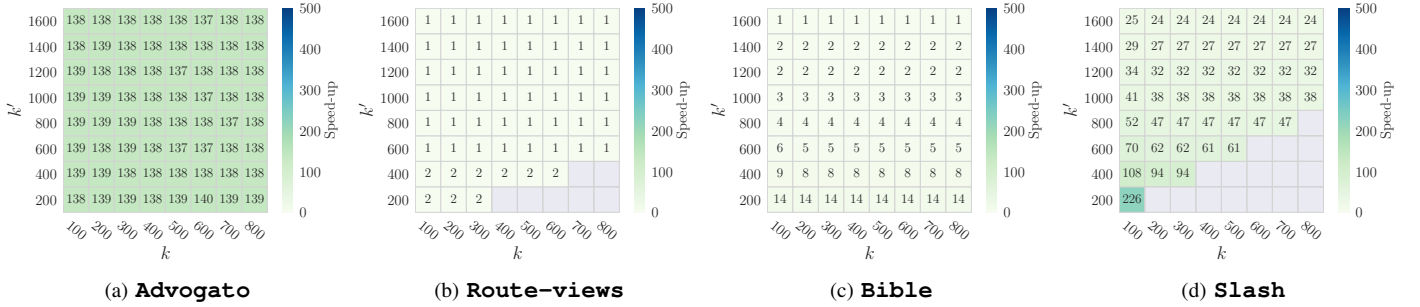 1600 138 138 138 138 138 137 138 138
1400 138 139 138 138 138 138 138 138
1200 139 138 138 138 137 138 138 138
1000 139 139 138 138 138 137 138 138
800 139 139 138 138 138 138 137 138
600 139 138 138 138 137 137 138 138
400 139 139 138 138 138 138 138 138
200 138 139 139 139 138 140 139 139
100 200 300 400 500 600 700 800
k′
k
500
400
300
200
100
0
Speed-up
(a) Advogato
1600 1 1 1 1 1 1 1 1
1400 1 1 1 1 1 1 1 1
1200 1 1 1 1 1 1 1 1
1000 1 1 1 1 1 1 1 1
800 1 1 1 1 1 1 1 1
600 1 1 1 1 1 1 1 1
400 2 2 2 2 2 2
200 2 2 2
100 200 300 400 500 600 700 800
k′
k
500
400
300
200
100
0
Speed-up
(b) Route-views
1600 1 1 1 1 1 1 1 1
1400 2 2 2 2 2 2 2 2
1200 2 2 2 2 2 2 2 2
1000 3 3 3 3 3 3 3 3
800 4 4 4 4 4 4 4 4
600 6 5 5 5 5 5 5 5
400 9 8 8 8 8 8 8 8
200 14 14 14 14 14 14 14 14
100 200 300 400 500 600 700 800
k′
k
500
400
300
200
100
0
Speed-up
(c) Bible
1600 25 24 24 24 24 24 24 24
1400 29 27 27 27 27 27 27 27
1200 34 32 32 32 32 32 32 32
1000 41 38 38 38 38 38 38 38
800 52 47 47 47 47 47 47
600 70 62 62 61 61
400 108 94 94
200 226
100 200 300 400 500 600 700 800
k′
k
500
400
300
200
100
0
Speed-up
(d) Slash